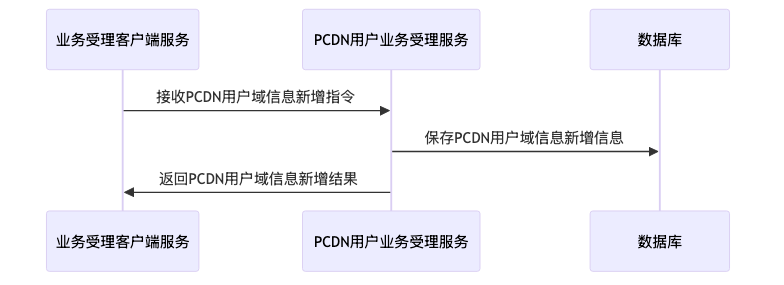 业务受理客户端服务
PCDN用户业务受理服务
数据库
接收PCDN用户域信息新增指令
保存PCDN用户域信息新增信息
返回PCDN用户域信息新增结果
业务受理客户端服务
PCDN用户业务受理服务
数据库